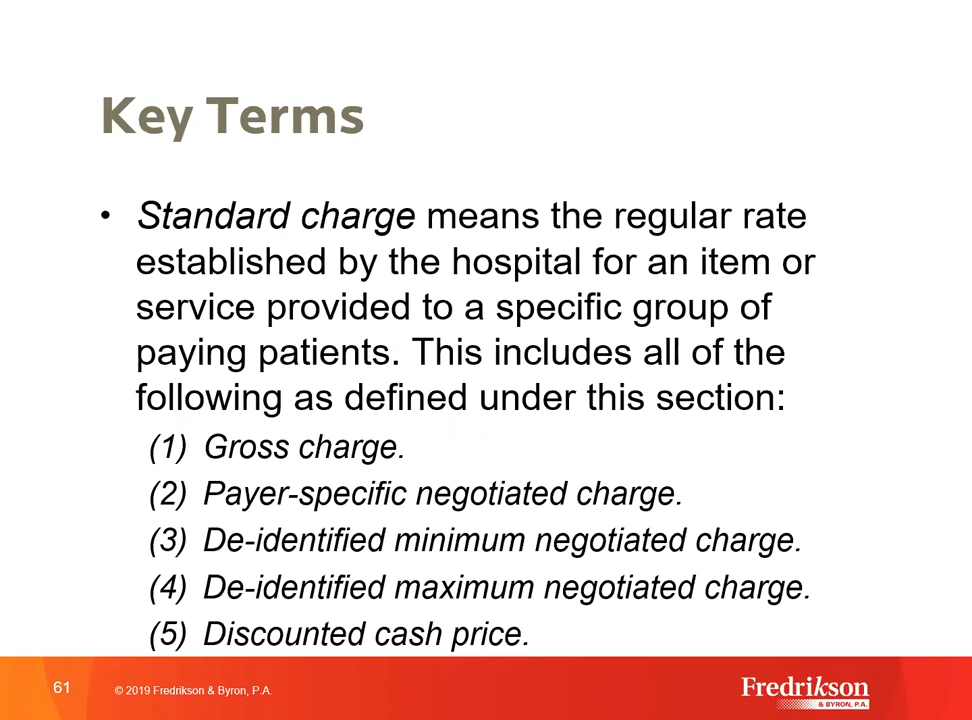 Key Terms
• Standard charge means the regular rate
established by the hospital for an item or
service provided to a specific group of
paying patients. This includes all of the
following as defined under this section:
(1) Gross charge.
(2) Payer-specific negotiated charge.
(3) De-identified minimum negotiated charge.
(4) De-identified maximum negotiated charge.
(5) Discounted cash price.
61
© 2019 Fredrikson & Byron, P.A.
Fredrikson
& BYRON, P.A.